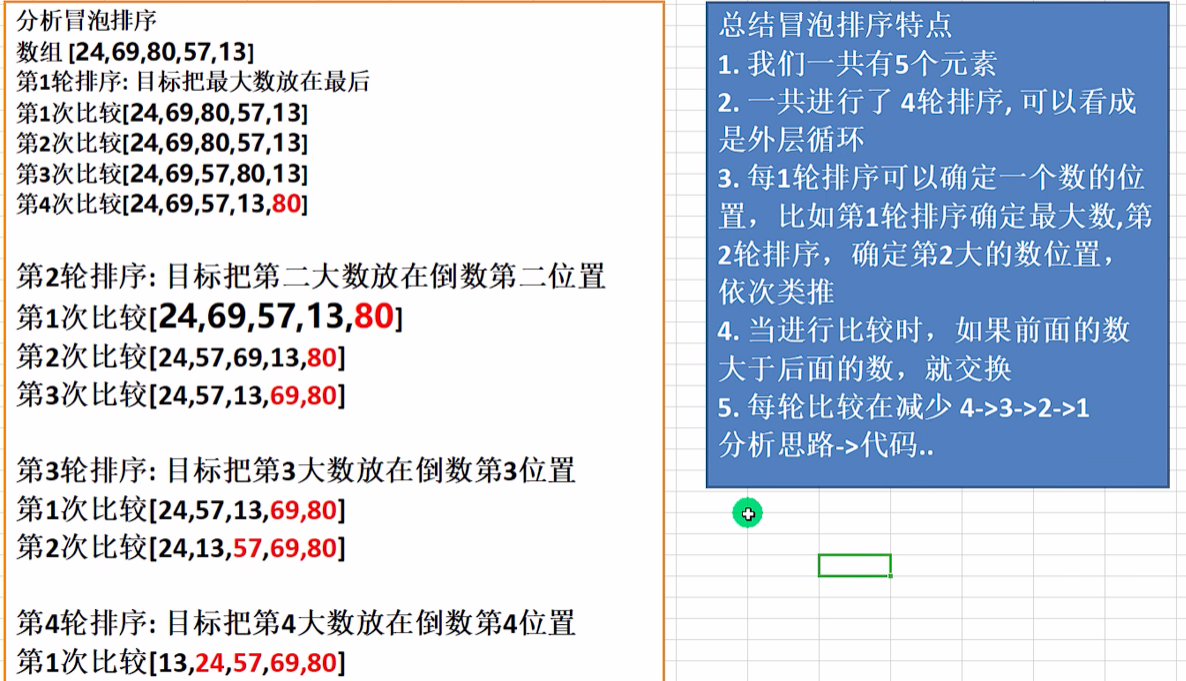 分析冒泡排序
数组 [24,69,80,57,13]
第1轮排序: 目标把最大数放在最后
第1次比较[24,69,80,57,13]
第2次比较[24,69,80,57,13]
第3次比较[24,69,57,80,13]
第4次比较[24,69,57,13,80]
第2轮排序: 目标把第二大数放在倒数第二位置
第1次比较[24,69,57,13,80]
第2次比较[24,57,69,13,80]
第3次比较[24,57,13,69,80]
第3轮排序: 目标把第3大数放在倒数第3位置
第1次比较[24,57,13,69,80]
第2次比较[24,13,57,69,80]
第4轮排序: 目标把第4大数放在倒数第4位置
第1次比较[13,24,57,69,80]
总结冒泡排序特点
1. 我们一共有5个元素
2. 一共进行了 4轮排序, 可以看成
是外层循环
3. 每1轮排序可以确定一个数的位
置，比如第1轮排序确定最大数,第
2轮排序，确定第2大的数位置，
依次类推
4. 当进行比较时，如果前面的数
大于后面的数，就交换
5. 每轮比较在减少 4->3->2->1
分析思路->代码..